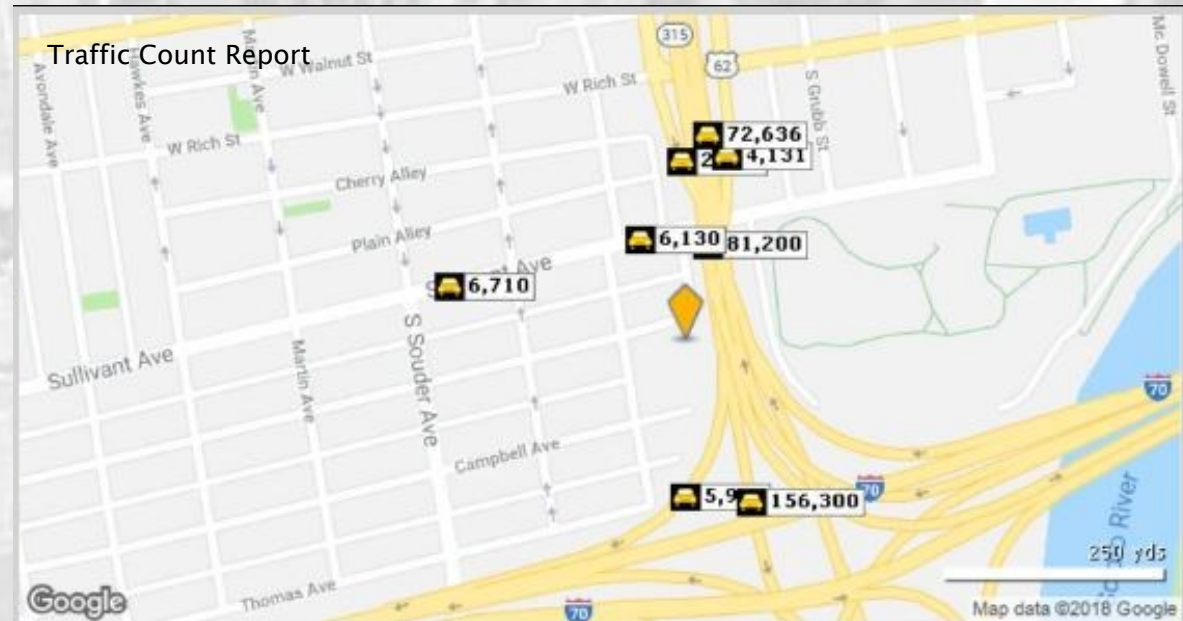 Traffic Count Report
Avondale Ave
Hawkes Ave
W Walnut St
315
62
Mc Dowell St
W Rich St
S Grubb St
W Rich St
72,636
4,131
Cherry Alley
Plain Alley
6,130
81,200
Ave
6,710
Sullivant Ave
Martin Ave
S Souder Ave
70
Campbell Ave
70
156,300
River
250 yds
Google
Thomas Ave
70
Map data ©2018 Google